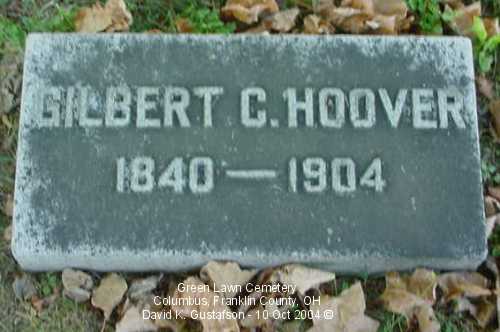 GILBERT C. HOOVER
1840 — 1904
Green Lawn Cemetery
Columbus, Franklin County, OH
David K. Gustafson - 10 Oct 2004 ©